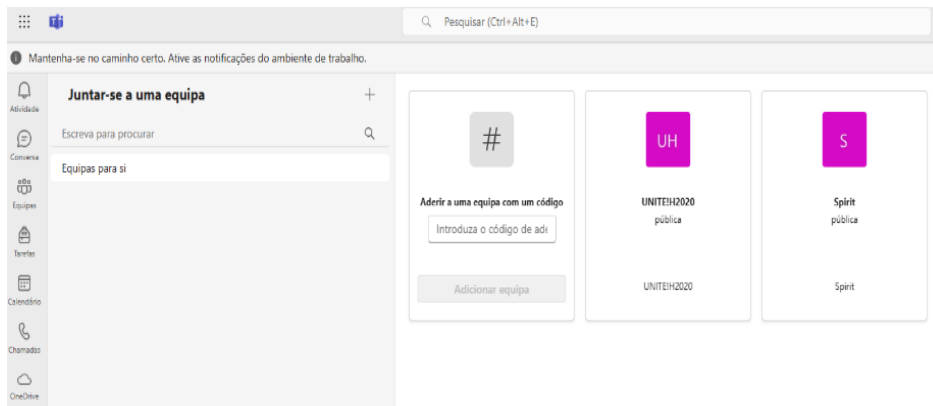 Pesquisar (Ctrl+Alt+E)
Mantenha-se no caminho certo. Ative as notificações do ambiente de trabalho.
Atividade
Conversa
Equipas
Tarefas
Calendário
Chamadas
OneDrive
Juntar-se a uma equipa
Escreva para procurar
Equipas para si
#
Aderir a uma equipa com um código
Introduza o código de ade
Adicionar equipa
UH
UNITE!H2020
pública
UNITE!H2020
S
Spirit
pública
Spirit